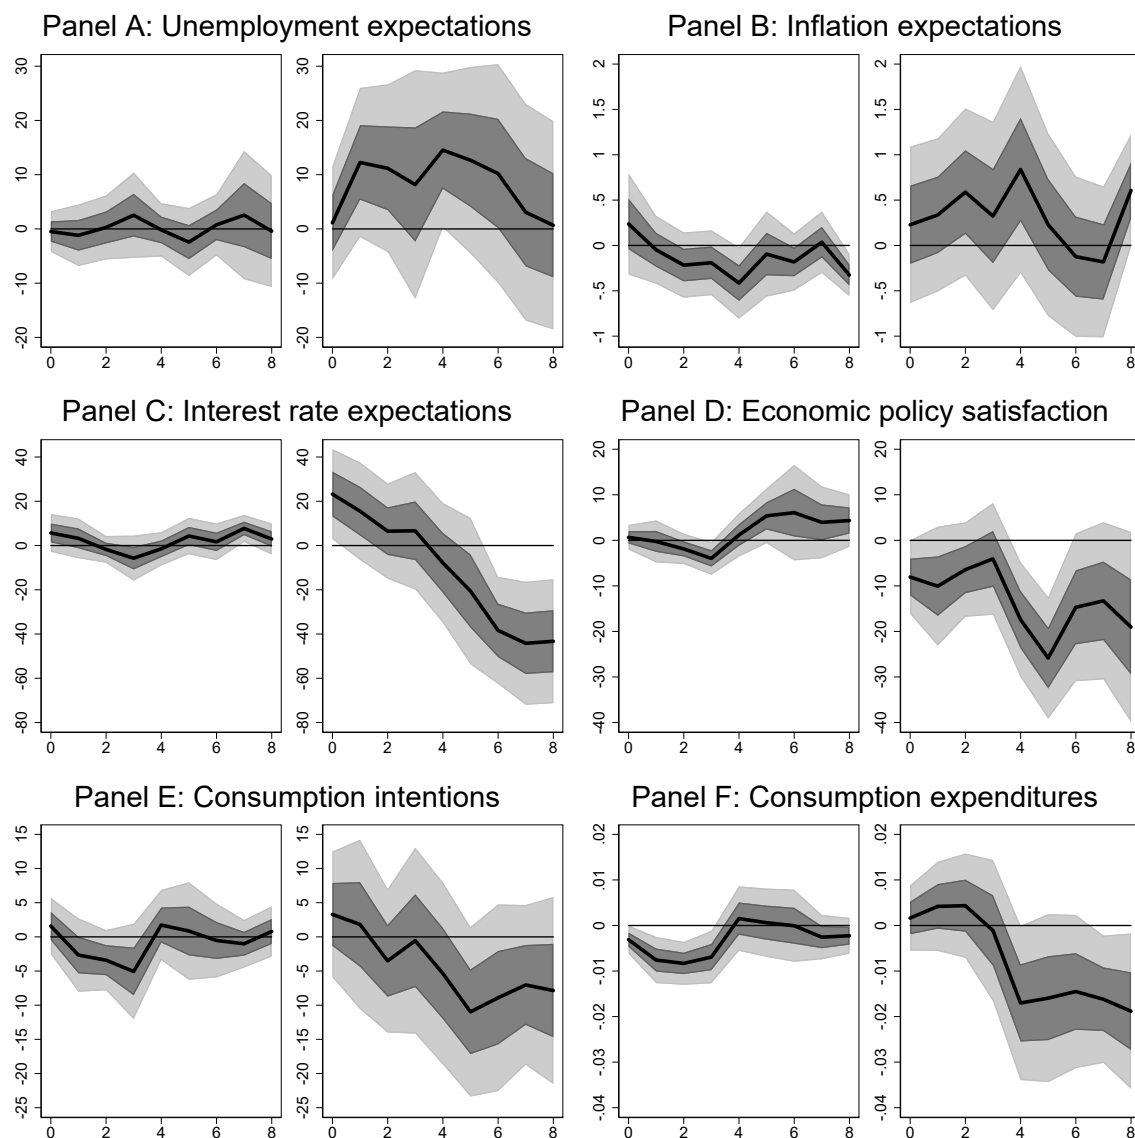 Panel A: Unemployment expectations
Panel B: Inflation expectations
30 20 10 0 -10 -20
30 20 10 0 -10 -20
2 1.5 1 .5 0 -.5 -1
2 1.5 1 .5 0 -.5 -1
0 2 4 6 8
0 2 4 6 8
0 2 4 6 8
0 2 4 6 8
Panel C: Interest rate expectations
Panel D: Economic policy satisfaction
40 20 0 -20 -40 -60 -80
40 20 0 -20 -40 -60 -80
20 10 0 -10 -20 -30 -40
20 10 0 -10 -20 -30 -40
0 2 4 6 8
0 2 4 6 8
0 2 4 6 8
0 2 4 6 8
Panel E: Consumption intentions
Panel F: Consumption expenditures
15 10 5 0 -5 -10 -15 -20 -25
15 10 5 0 -5 -10 -15 -20 -25
.02 .01 0 -.01 -.02 -.03 -.04
.02 .01 0 -.01 -.02 -.03 -.04
0 2 4 6 8
0 2 4 6 8
0 2 4 6 8
0 2 4 6 8